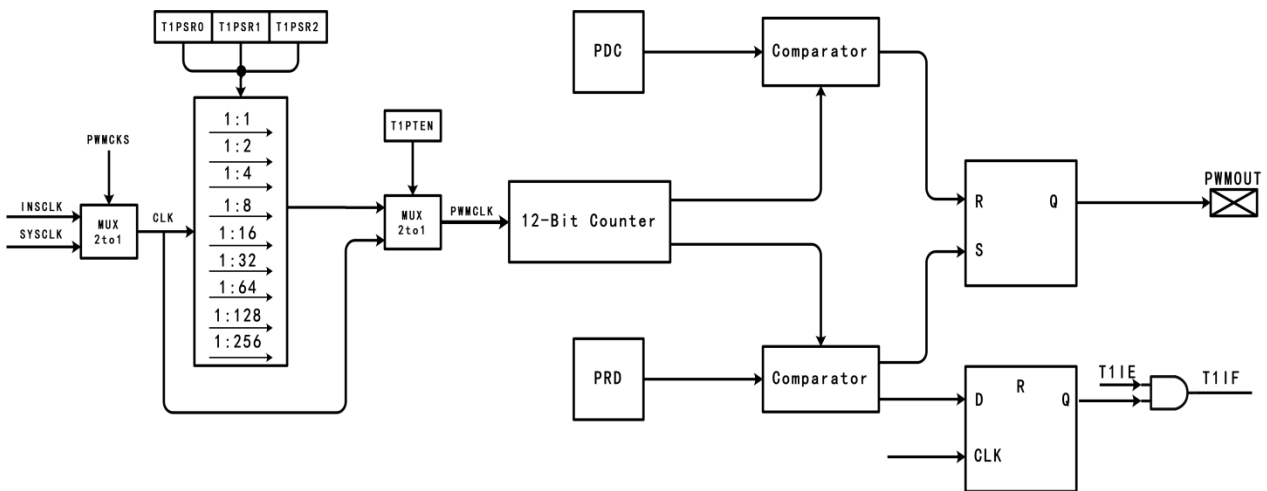 T1PSR0 T1PSR1 T1PSR2
PWMCKS
INSCLK
SYSCLK
MUX
2to1
CLK
1:1
1:2
1:4
1:8
1:16
1:32
1:64
1:128
1:256
T1PTEN
MUX
2to1
PWMCLK
12-Bit Counter
PDC
Comparator
PRD
Comparator
R
Q
S
PWMOUT
D
R
Q
CLK
T1IE
T1IF